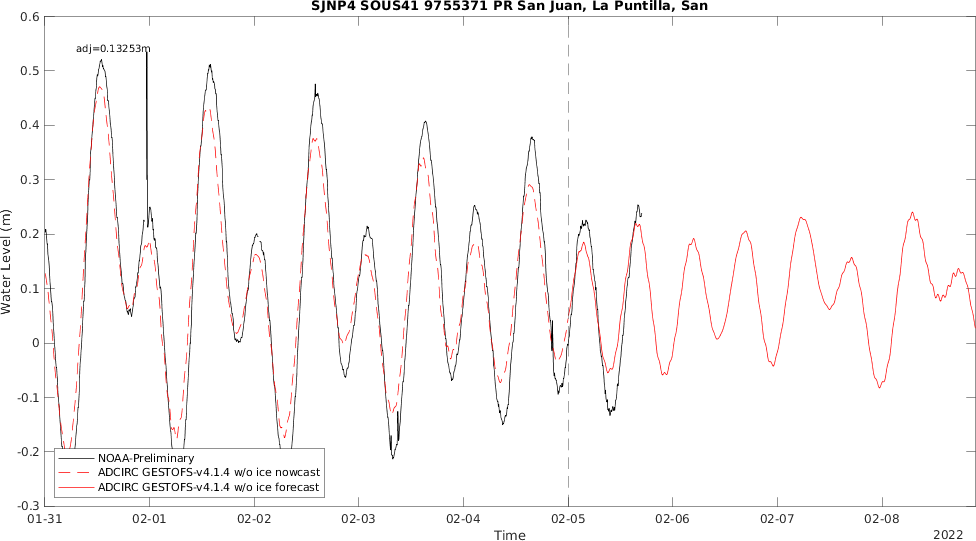 SJNP4 SOUS41 9755371 PR San Juan, La Puntilla, San
adj=0.13253m
0.6
0.5
0.4
0.3
0.2
0.1
0
-0.1
-0.2
-0.3
Water Level (m)
NOAA-Preliminary
ADCIRC GESTOFS-v4.1.4 w/o ice nowcast
ADCIRC GESTOFS-v4.1.4 w/o ice forecast
01-31 02-01 02-02 02-03 02-04 02-05 02-06 02-07 02-08
Time
2022